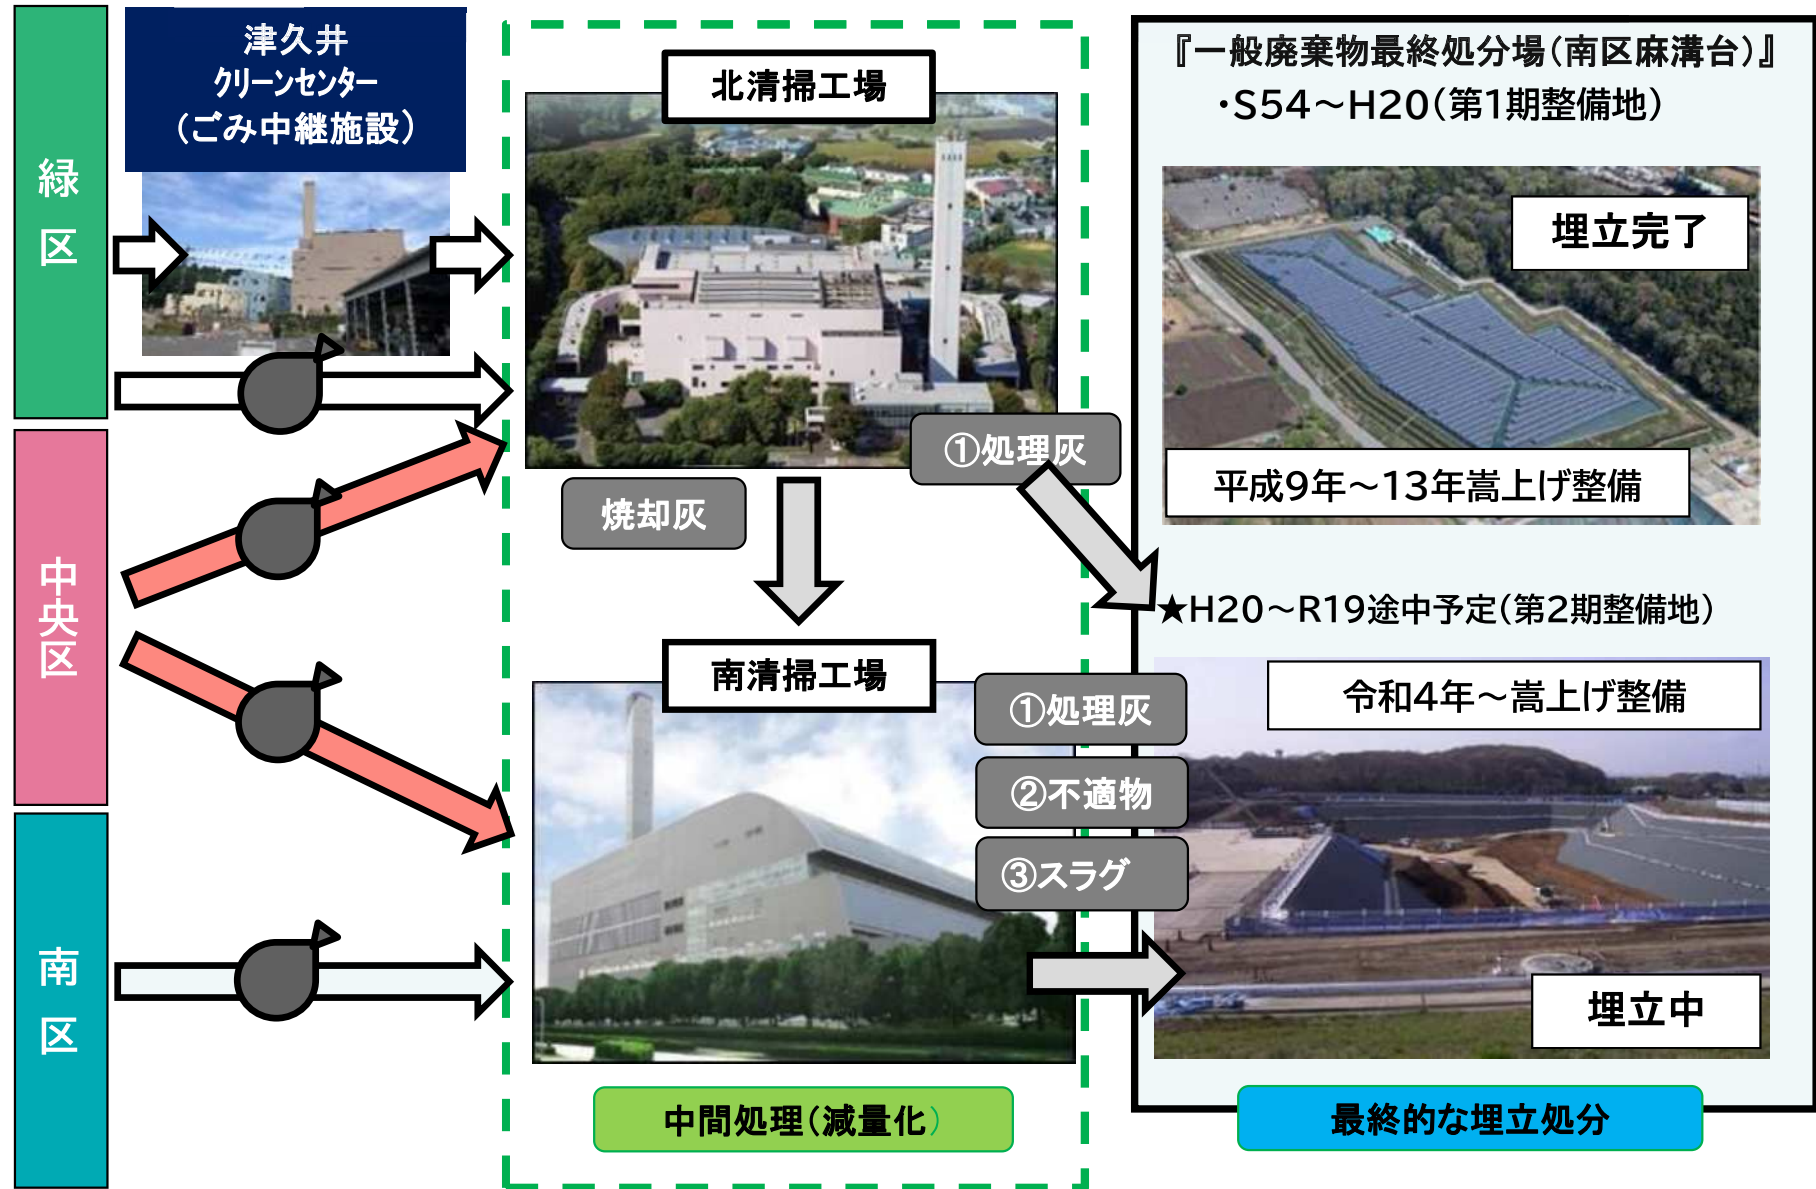 緑区
中央区
南区
津久井
クリーンセンター
(ごみ中継施設)
北清掃工場
①処理灰
焼却灰
南清掃工場
①処理灰
②不適物
③スラグ
中間処理(減量化)
『一般廃棄物最終処分場(南区麻溝台)』
・S54～H20(第1期整備地)
埋立完了
平成9年～13年嵩上げ整備
★H20～R19途中予定(第2期整備地)
令和4年～嵩上げ整備
埋立中
最終的な埋立処分